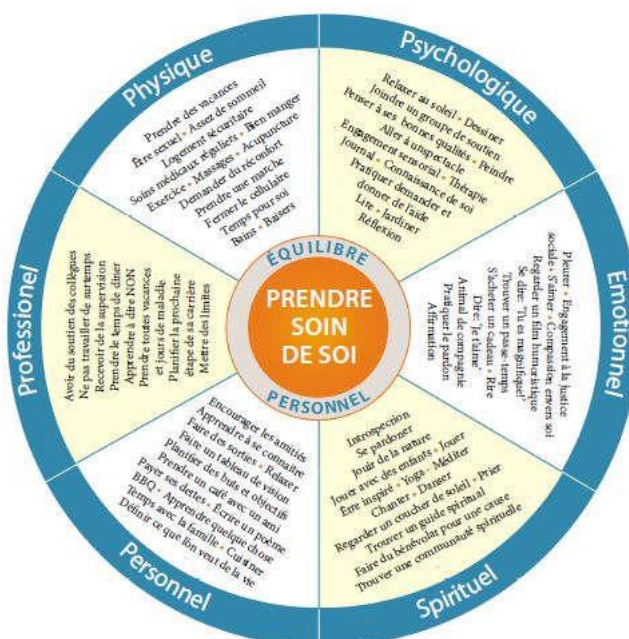 Physique
Prendre des vacances
Être sexuel • Assez de sommeil
Logement sécuritaire
Soins médicaux réguliers • Bien manger
Exercice • Massages • Acupuncture
Demander du réconfort
Prendre une marche
Fermer le cellulaire
Temps pour soi
Bains • Baisers
Psychologique
Relaxer au soleil • Dessiner
Joindre un groupe de soutien
Penser à ses bonnes qualités • Peindre
Aller à un spectacle
Engagement sensorial • Thérapie
Journal • Connaissance de soi
Pratiquer demander et
donner de l'aide
Lire • Jardiner
Réflexion
Émotionnel
Pleurer • Engagement à la justice
sociale • S'aimer • Compassion envers soi
Regarder un film humoristique
Se dire: "Tu es magnifique!"
Trouver un passe-temps
S'acheter un cadeau • Rire
Dire: "Je t'aime"
Animal de compagnie
Pratiquer le pardon
Affirmation
Spirituel
Introspection
Se pardoner
Jouir de la nature
Jouer avec des enfants • Jouer
Être inspiré • Yoga • Méditer
Chanter • Danser
Regarder un coucher de soleil • Prier
Trouver un guide spiritual
Faire du bénévolat pour une cause
Trouver une communauté spirituelle
Personnel
Encourager les amitiés
Apprendre à se connaître
Faire des sorties • Relaxer
Faire un tableau de vision
Planifier des buts et objectifs
Prendre un café avec un ami
Payer ses dettes • Écrire un poème
BBQ • Apprendre quelque chose
Temps avec la famille • Cuisiner
Définir ce que l'on veut de la vie
Professionel
Avoir du soutien des collègues
Ne pas travailler de surtemps
Recevoir de la supervision
Prendre le temps de dîner
Apprendre à dire NON
Prendre toutes vacances
et jours de maladie
Planifier la prochaine
étape de sa carrière
Mettre des limites
ÉQUILIBRE
PRENDRE
SOIN
DE SOI
PERSONNEL